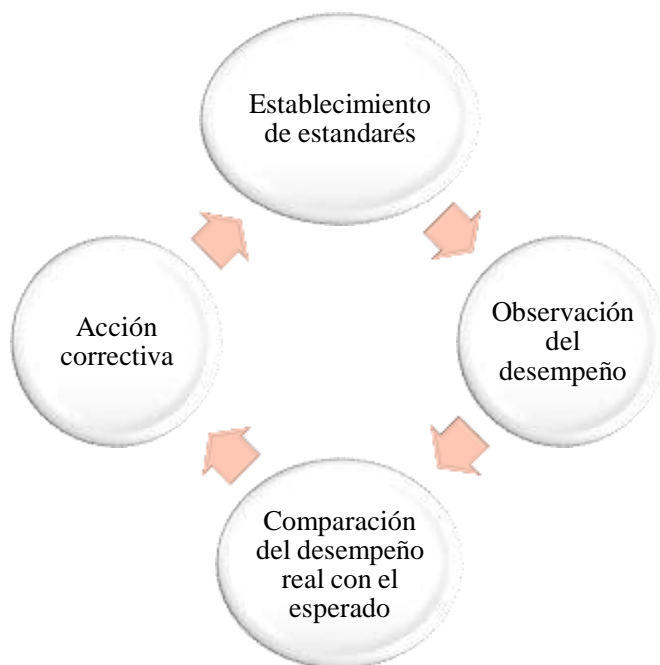 Establecimiento
de estandarés
Observación
del
desempeño
Comparación
del desempeño
real con el
esperado
Acción
correctiva